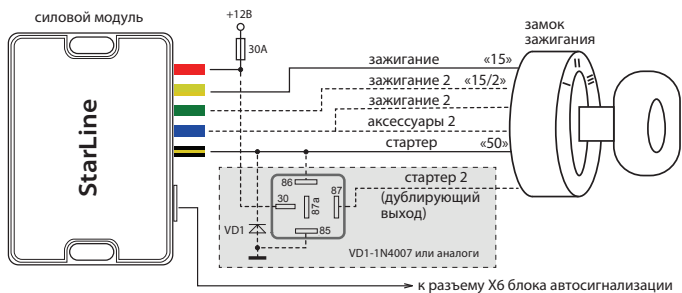 силовой модуль
+12В
30А
StarLine
замок
зажигания
зажигание «15»
зажигание 2 «15/2»
зажигание 2
аксессуары 2
стартер «50»
86
87
30
87a
85
стартер 2
(дублирующий
выход)
VD1
VD1-1N4007 или аналоги
к разъему X6 блока автосигнализации